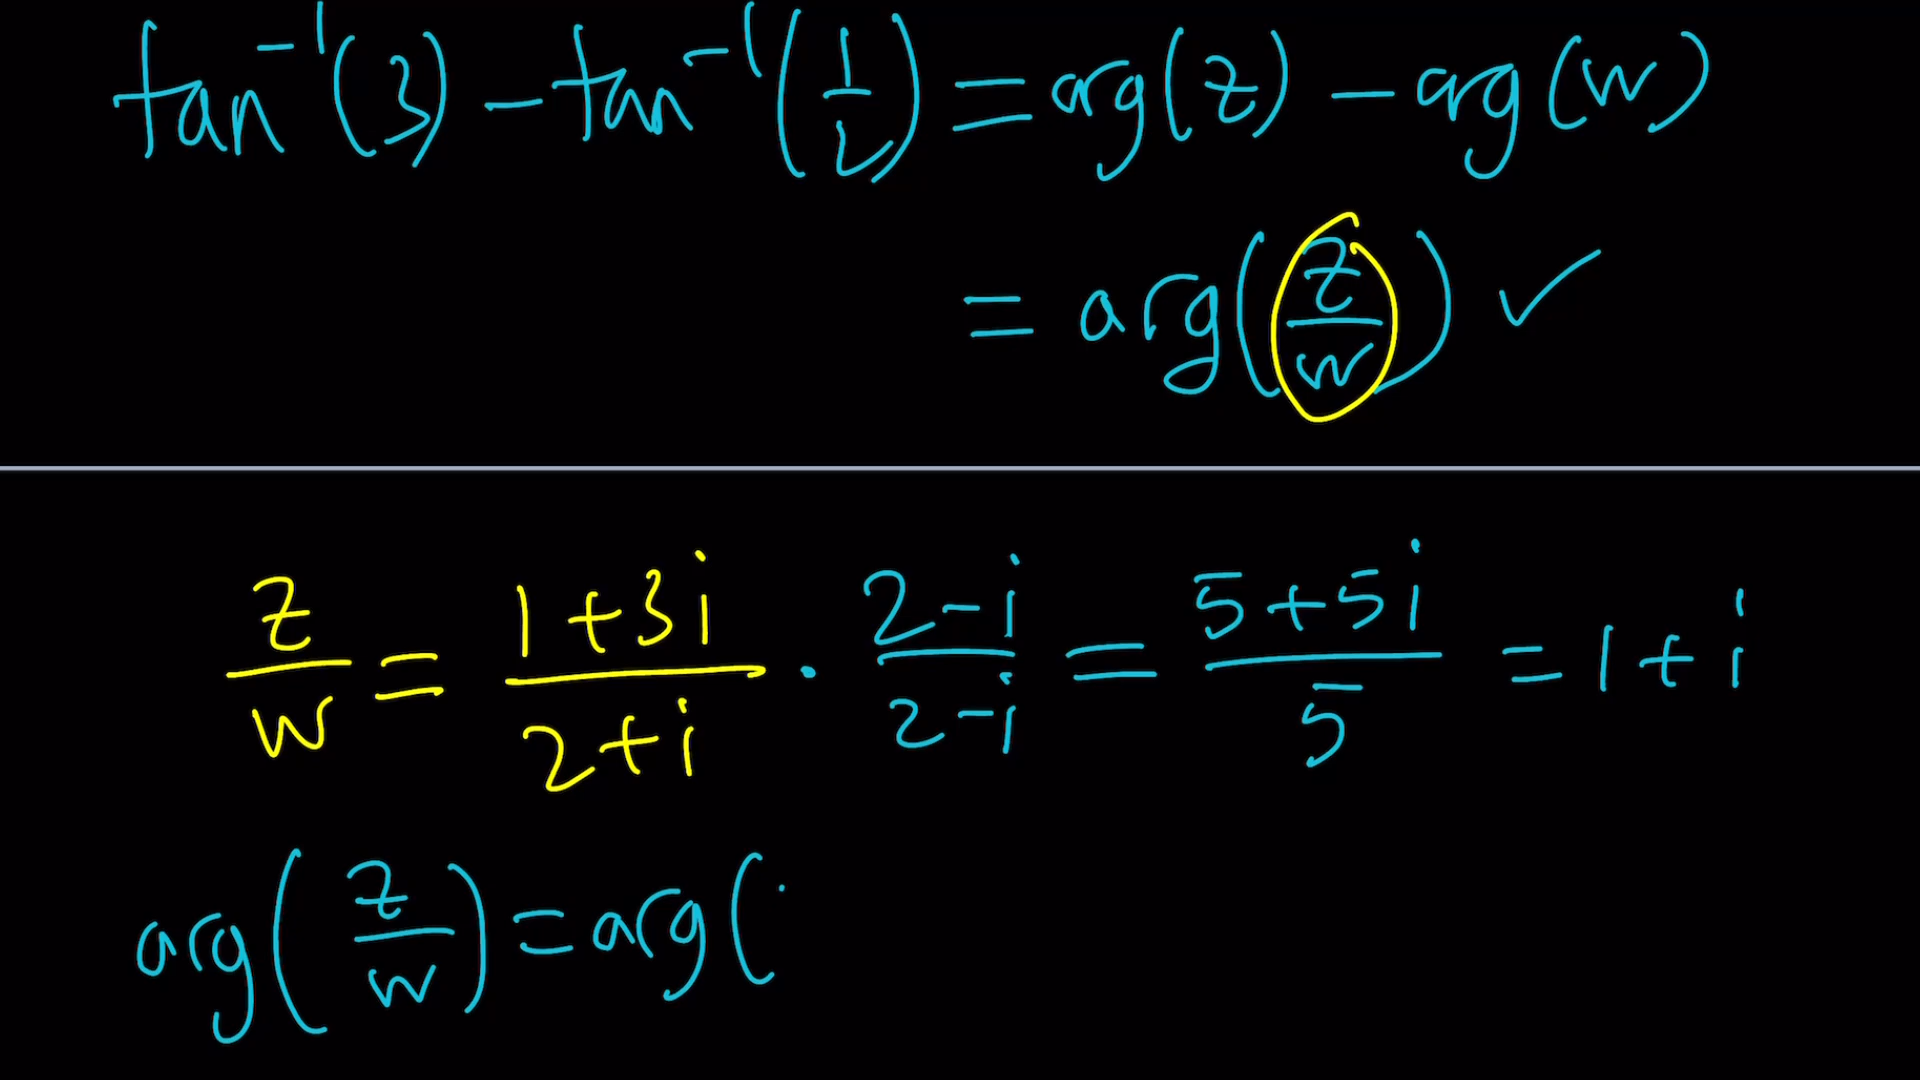 tan⁻¹(3) − tan⁻¹(1/2) = arg(z) − arg(w)
= arg(z/w) ✓
z/w = (1+3i)/(2+i) · (2−i)/(2−i) = (5+5i)/5 = 1+i
arg(z/w) = arg(